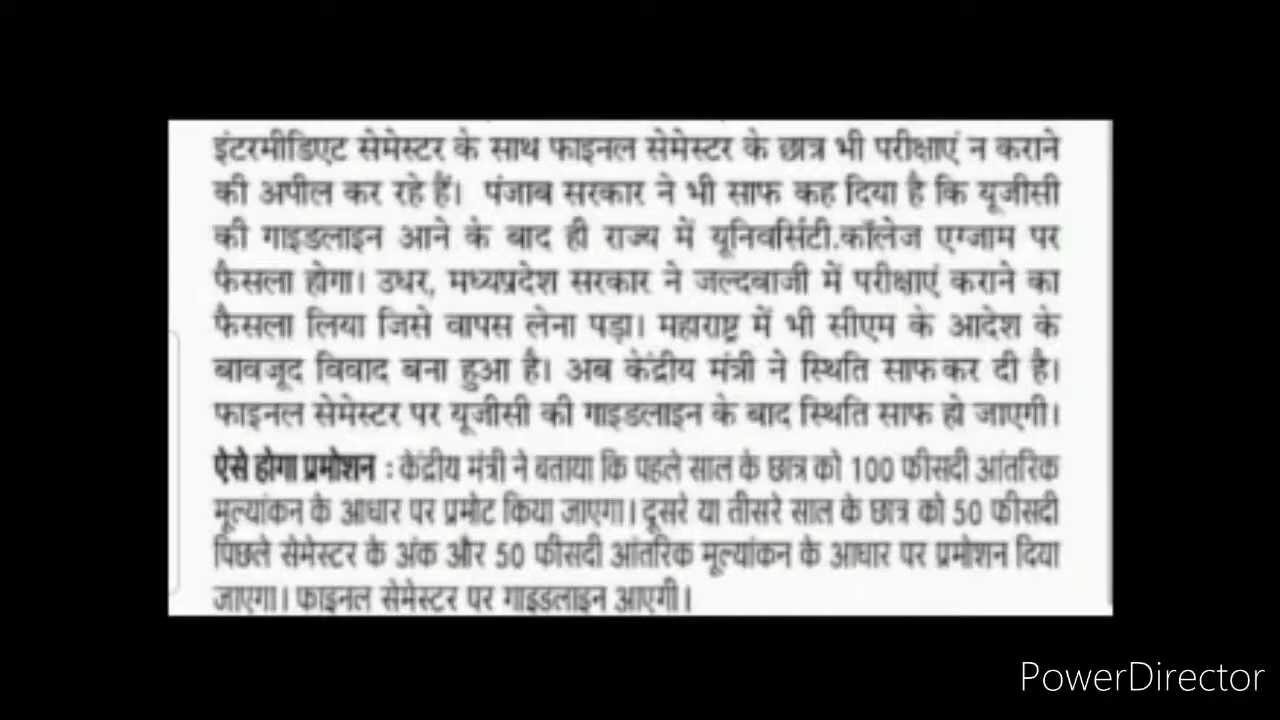 इंटरमीडिएट सेमेस्टर के साथ फाइनल सेमेस्टर के छात्र भी परीक्षाएं न कराने
की अपील कर रहे हैं। पंजाब सरकार ने भी साफ कह दिया है कि यूजीसी
की गाइडलाइन आने के बाद ही राज्य में यूनिवर्सिटी.कॉलेज एग्जाम पर
फैसला होगा। उधर, मध्यप्रदेश सरकार ने जल्दबाजी में परीक्षाएं कराने का
फैसला लिया जिसे वापस लेना पड़ा। महाराष्ट्र में भी सीएम के आदेश के
बावजूद विवाद बना हुआ है। अब केंद्रीय मंत्री ने स्थिति साफ कर दी है।
फाइनल सेमेस्टर पर यूजीसी की गाइडलाइन के बाद स्थिति साफ हो जाएगी।
ऐसे होगा प्रमोशन : केंद्रीय मंत्री ने बताया कि पहले साल के छात्र को 100 फीसदी आंतरिक
मूल्यांकन के आधार पर प्रमोट किया जाएगा। दूसरे या तीसरे साल के छात्र को 50 फीसदी
पिछले सेमेस्टर के अंक और 50 फीसदी आंतरिक मूल्यांकन के आधार पर प्रमोशन दिया
जाएगा। फाइनल सेमेस्टर पर गाइडलाइन आएगी।
PowerDirector